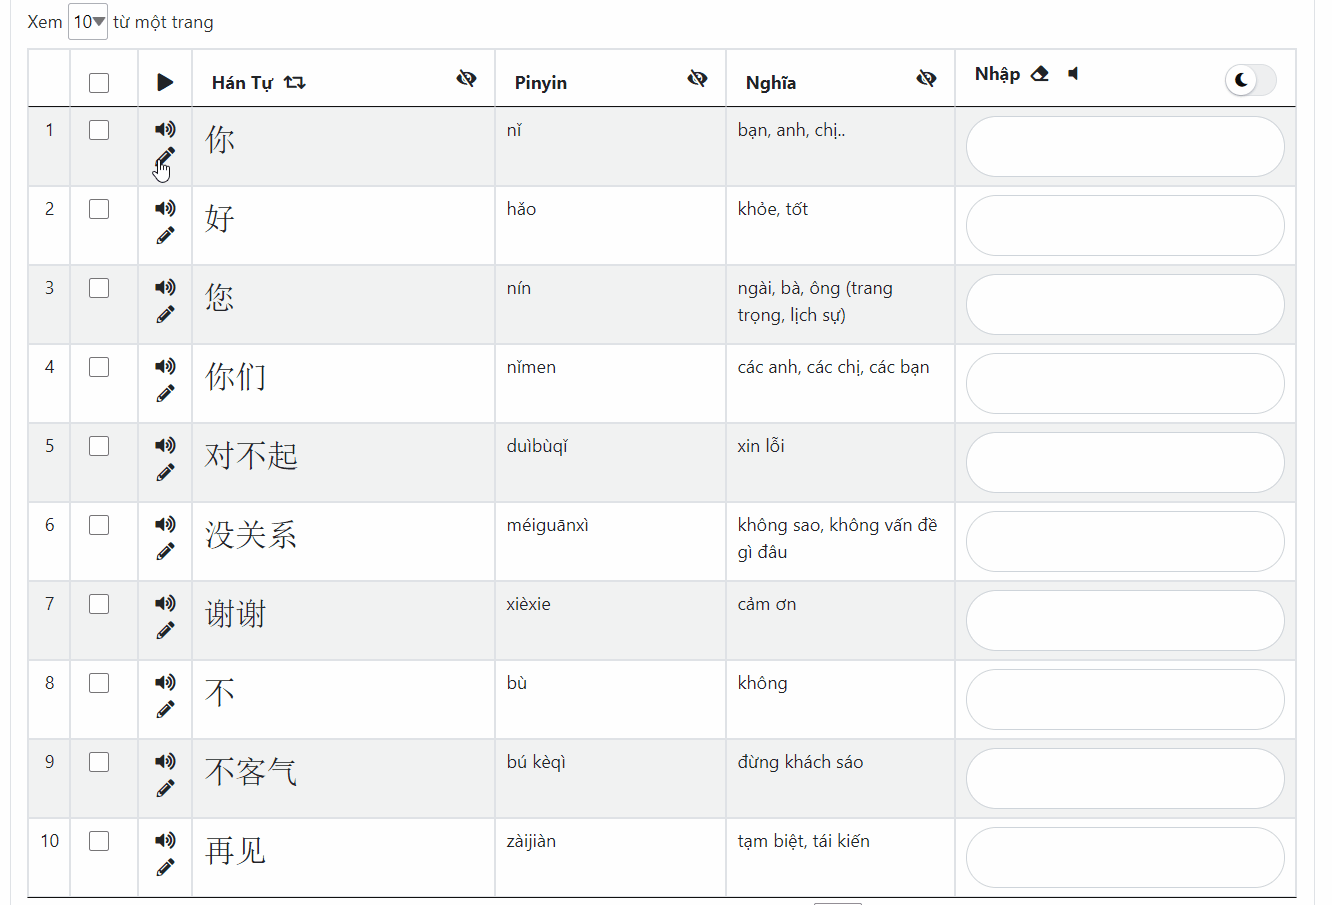 Xem 10 từ một trang
Hán Tự Pinyin Nghĩa Nhập
1 你 nǐ bạn, anh, chị..
2 好 hǎo khỏe, tốt
3 您 nín ngài, bà, ông (trang
trọng, lịch sự)
4 你们 nǐmen các anh, các chị, các bạn
5 对不起 duìbùqǐ xin lỗi
6 没关系 méiguānxì không sao, không vấn đề
gì đâu
7 谢谢 xièxie cảm ơn
8 不 bù không
9 不客气 bú kèqì đừng khách sáo
10 再见 zàijiàn tạm biệt, tái kiến